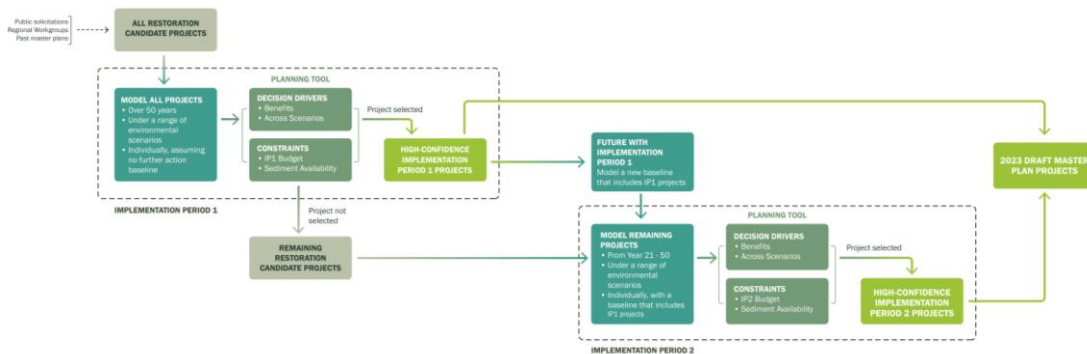 Public solicitations
Regional Workgroups
Past master plans
ALL RESTORATION
CANDIDATE PROJECTS
PLANNING TOOL
MODEL ALL PROJECTS
• Over 50 years
• Under a range of
environmental
scenarios
• Individually, assuming
no further action
baseline
DECISION DRIVERS
• Benefits
• Across Scenarios
CONSTRAINTS
• IP1 Budget
• Sediment Availability
Project selected
HIGH-CONFIDENCE
IMPLEMENTATION
PERIOD 1 PROJECTS
IMPLEMENTATION PERIOD 1
Project not
selected
REMAINING
RESTORATION
CANDIDATE PROJECTS
FUTURE WITH
IMPLEMENTATION
PERIOD 1
Model a new baseline
that includes IP1 projects
PLANNING TOOL
MODEL REMAINING
PROJECTS
• From Year 21 - 50
• Under a range of
environmental
scenarios
• Individually, with a
baseline that includes
IP1 projects
DECISION DRIVERS
• Benefits
• Across Scenarios
CONSTRAINTS
• IP2 Budget
• Sediment Availability
Project selected
HIGH-CONFIDENCE
IMPLEMENTATION
PERIOD 2 PROJECTS
IMPLEMENTATION PERIOD 2
2023 DRAFT MASTER
PLAN PROJECTS